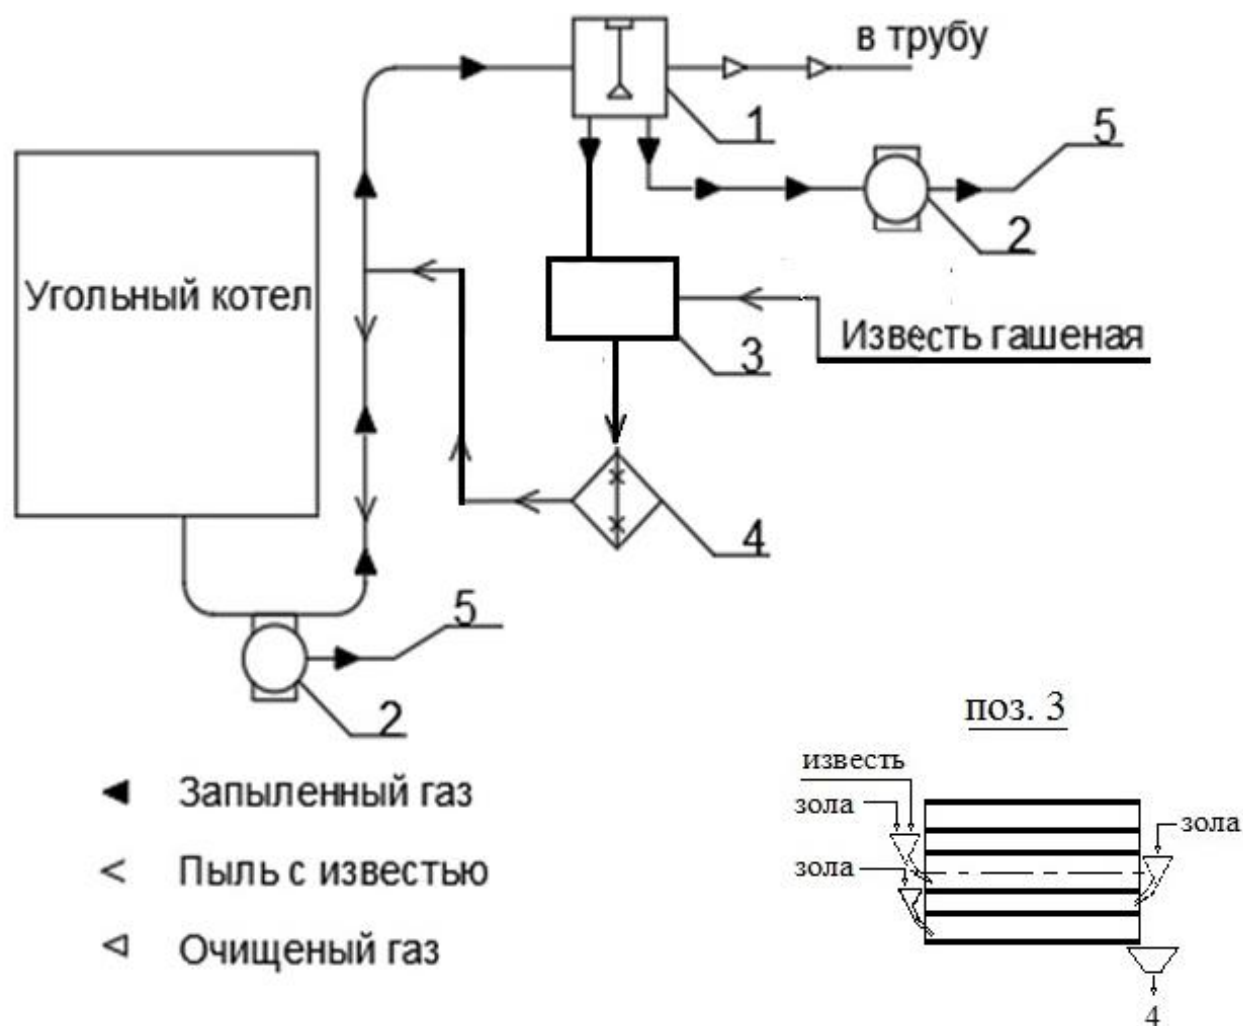 в трубу
1
5
2
Угольный котел
3
Известь гашеная
4
5
2
поз. 3
Запыленный газ
Пыль с известью
Очищеный газ
известь
зола
зола
зола
4